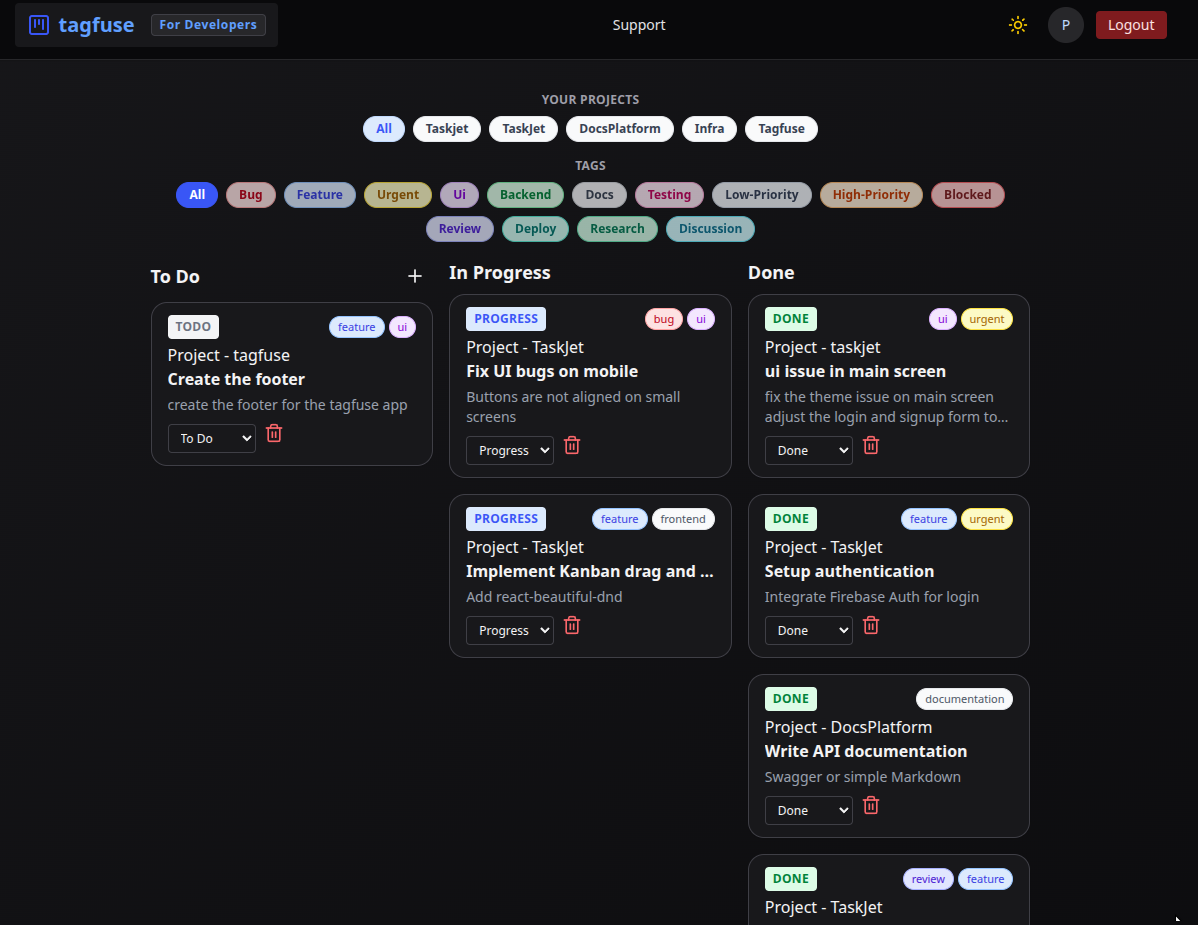 tagfuse For Developers Support P Logout
YOUR PROJECTS
All Taskjet TaskJet DocsPlatform Infra Tagfuse
TAGS
All Bug Feature Urgent Ui Backend Docs Testing Low-Priority High-Priority Blocked
Review Deploy Research Discussion
To Do
TODO feature ui
Project - tagfuse
Create the footer
create the footer for the tagfuse app
To Do
In Progress
PROGRESS bug ui
Project - TaskJet
Fix UI bugs on mobile
Buttons are not aligned on small
screens
Progress
PROGRESS feature frontend
Project - TaskJet
Implement Kanban drag and ...
Add react-beautiful-dnd
Progress
Done
DONE ui urgent
Project - taskjet
ui issue in main screen
fix the theme issue on main screen
adjust the login and signup form to...
Done
DONE feature urgent
Project - TaskJet
Setup authentication
Integrate Firebase Auth for login
Done
DONE documentation
Project - DocsPlatform
Write API documentation
Swagger or simple Markdown
Done
DONE review feature
Project - TaskJet